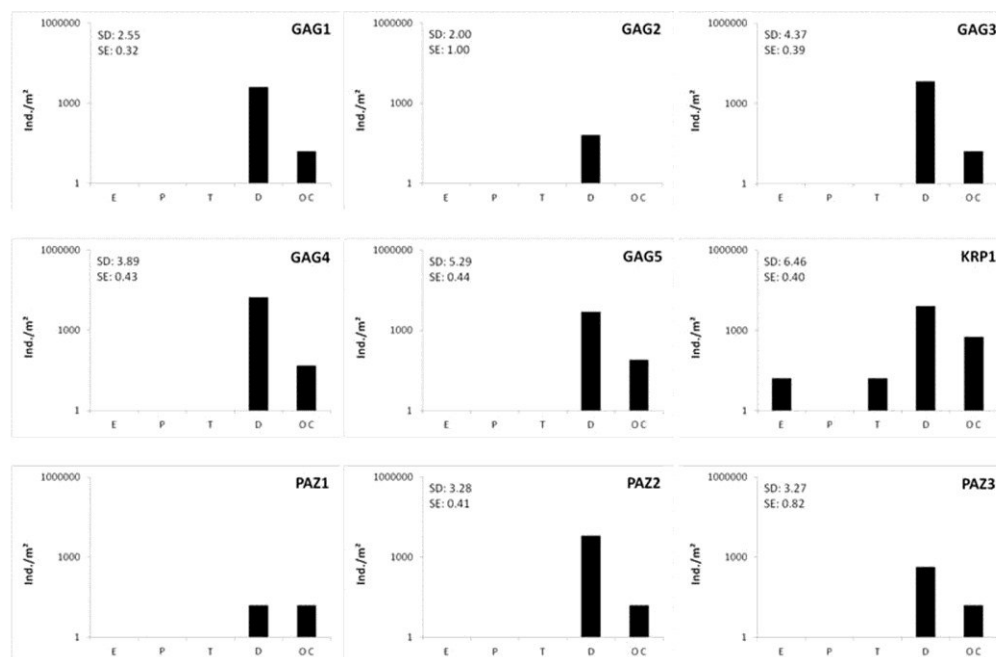 GAG1
SD: 2.55
SE: 0.32
Ind./m²
1000000
1000
1
E P T D OC
GAG2
SD: 2.00
SE: 1.00
Ind./m²
1000000
1000
1
E P T D OC
GAG3
SD: 4.37
SE: 0.39
Ind./m²
1000000
1000
1
E P T D OC
GAG4
SD: 3.89
SE: 0.43
Ind./m²
1000000
1000
1
E P T D OC
GAG5
SD: 5.29
SE: 0.44
Ind./m²
1000000
1000
1
E P T D OC
KRP1
SD: 6.46
SE: 0.40
Ind./m²
1000000
1000
1
E P T D OC
PAZ1
Ind./m²
1000000
1000
1
E P T D OC
PAZ2
SD: 3.28
SE: 0.41
Ind./m²
1000000
1000
1
E P T D OC
PAZ3
SD: 3.27
SE: 0.82
Ind./m²
1000000
1000
1
E P T D OC